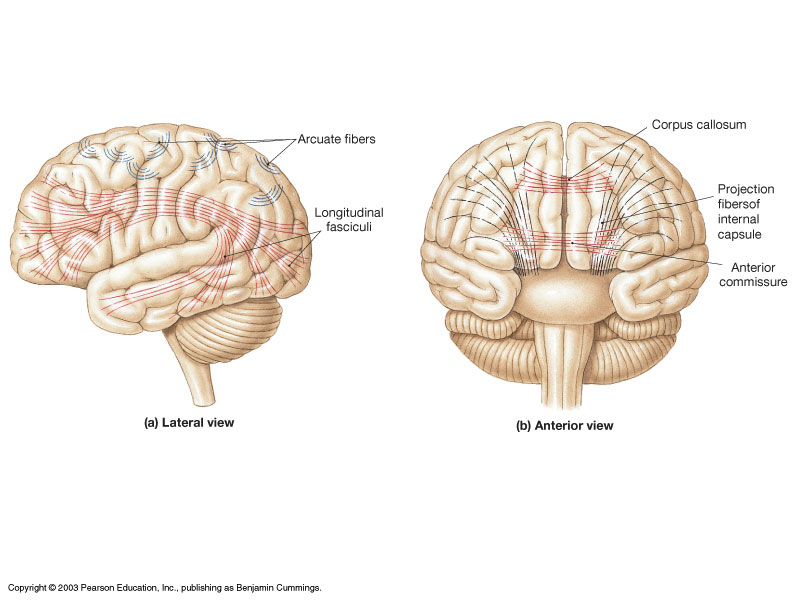 Arcuate fibers
Longitudinal
fasciculi
(a) Lateral view
Corpus callosum
Projection
fibersof
internal
capsule
Anterior
commissure
(b) Anterior view
Copyright © 2003 Pearson Education, Inc., publishing as Benjamin Cummings.